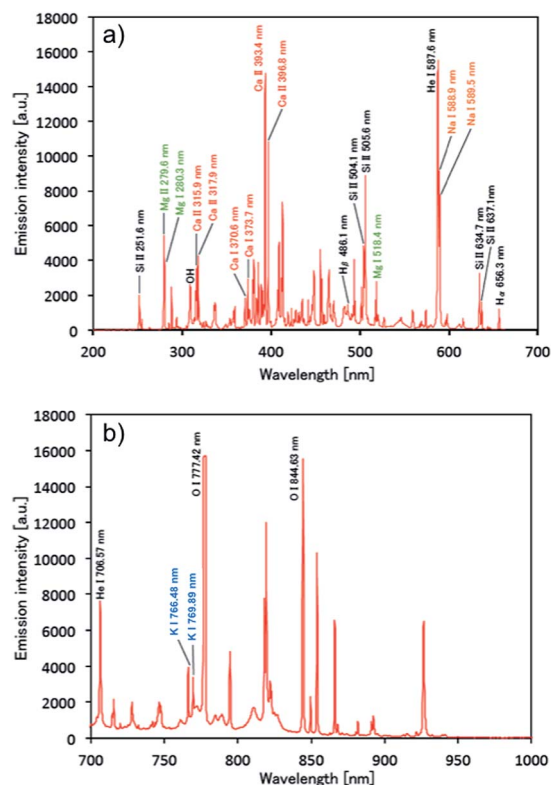 a)
Emission intensity [a.u.]
18000
16000
14000
12000
10000
8000
6000
4000
2000
0
Si II 251.6 nm
Mg II 279.6 nm
Mg I 280.3 nm
OH
Ca II 315.9 nm
Ca II 317.9 nm
Ca I 370.6 nm
Ca I 373.7 nm
Ca II 393.4 nm
Ca II 396.8 nm
Hβ 486.1 nm
Si II 504.1 nm
Si II 505.6 nm
Mg I 518.4 nm
He I 587.6 nm
Na I 588.9 nm
Na I 589.5 nm
Si II 634.7 nm
Si II 637.1nm
Hα 656.3 nm
200 300 400 500 600 700
Wavelength [nm]
b)
Emission intensity [a.u.]
18000
16000
14000
12000
10000
8000
6000
4000
2000
0
He I 706.57 nm
K I 766.48 nm
K I 769.89 nm
O I 777.42 nm
O I 844.63 nm
700 750 800 850 900 950 1000
Wavelength [nm]